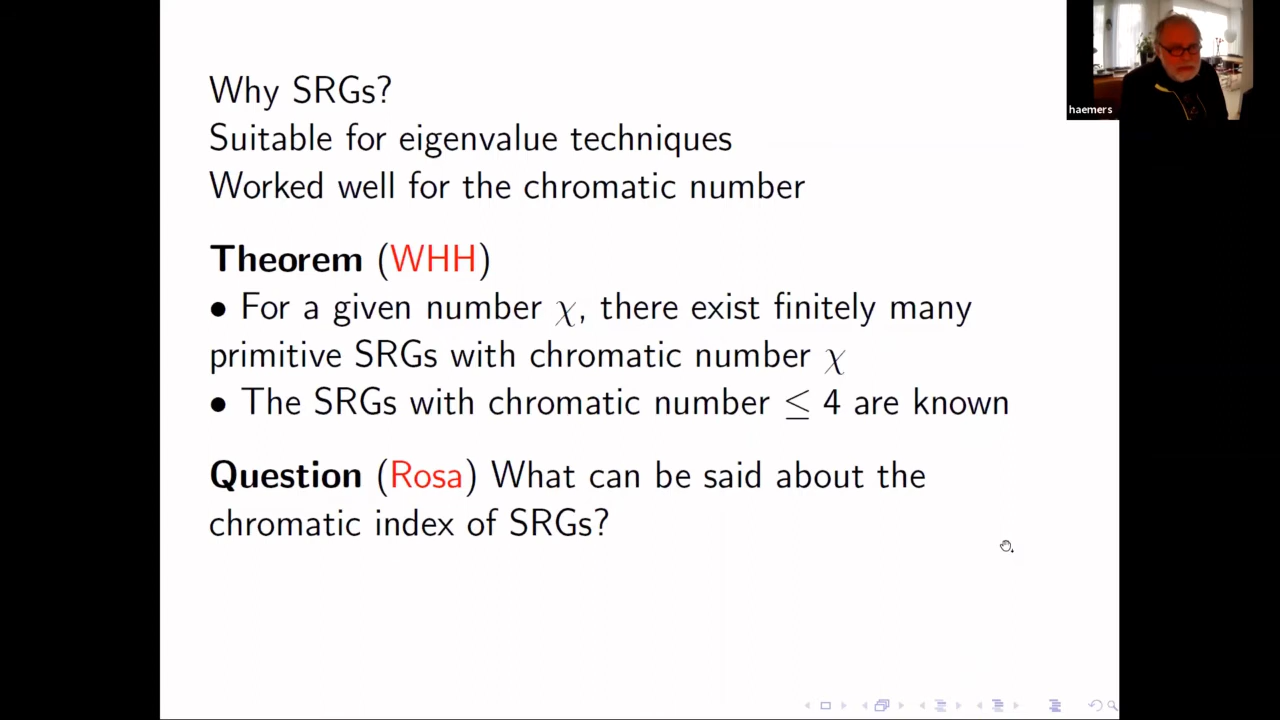 Why SRGs?
Suitable for eigenvalue techniques
Worked well for the chromatic number
Theorem (WHH)
• For a given number χ, there exist finitely many
primitive SRGs with chromatic number χ
• The SRGs with chromatic number ≤ 4 are known
Question (Rosa) What can be said about the
chromatic index of SRGs?
haemers